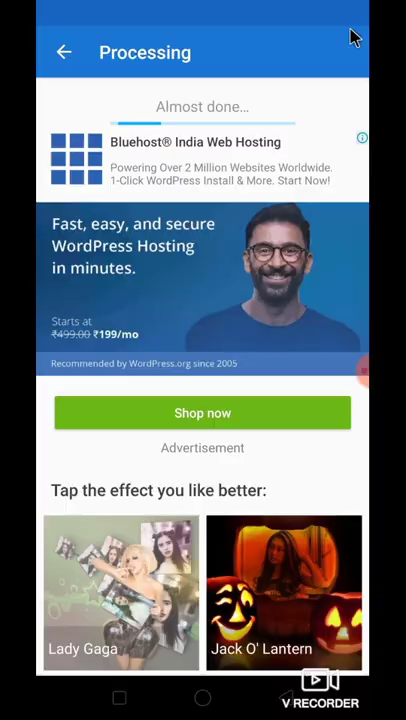 Processing
Almost done...
Bluehost® India Web Hosting
Powering Over 2 Million Websites Worldwide.
1-Click WordPress Install & More. Start Now!
Fast, easy, and secure
WordPress Hosting
in minutes.
Starts at
₹499.00 ₹199/mo
Recommended by WordPress.org since 2005
Shop now
Advertisement
Tap the effect you like better:
Lady Gaga
Jack O' Lantern
V RECORDER